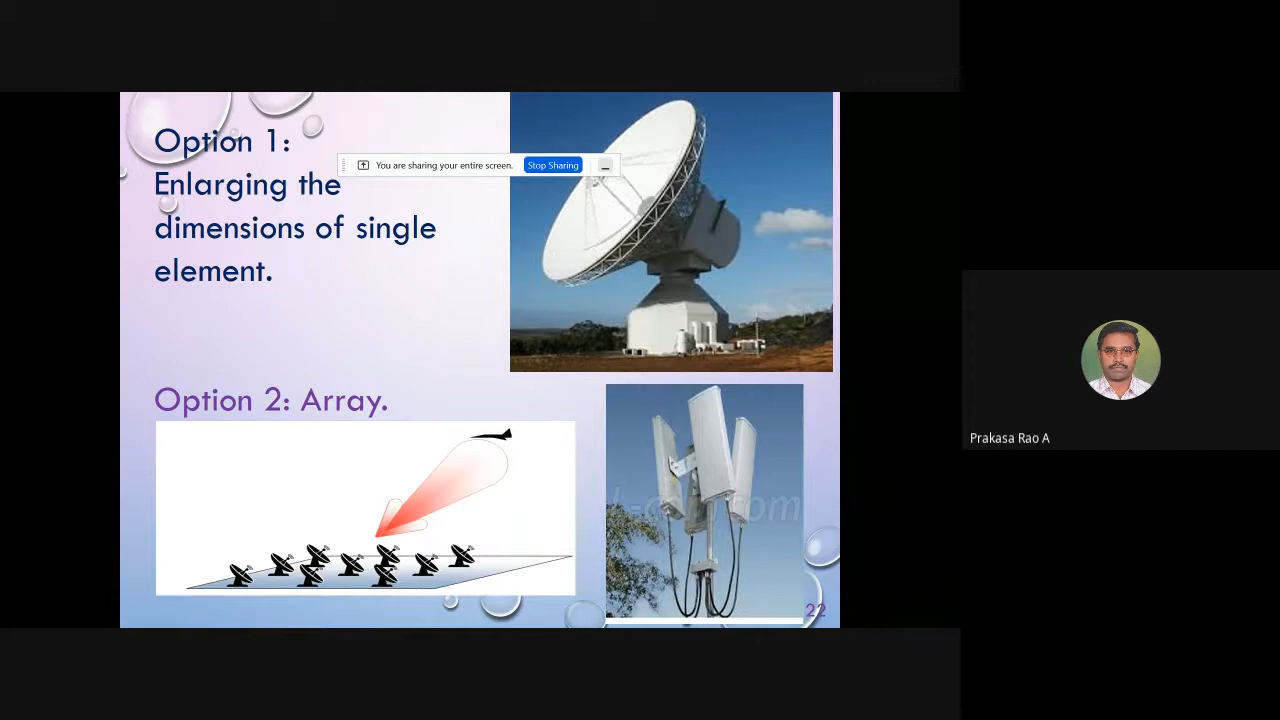 Option 1:
You are sharing your entire screen. Stop Sharing
Enlarging the
dimensions of single
element.
Option 2: Array.
22
Prakasa Rao A